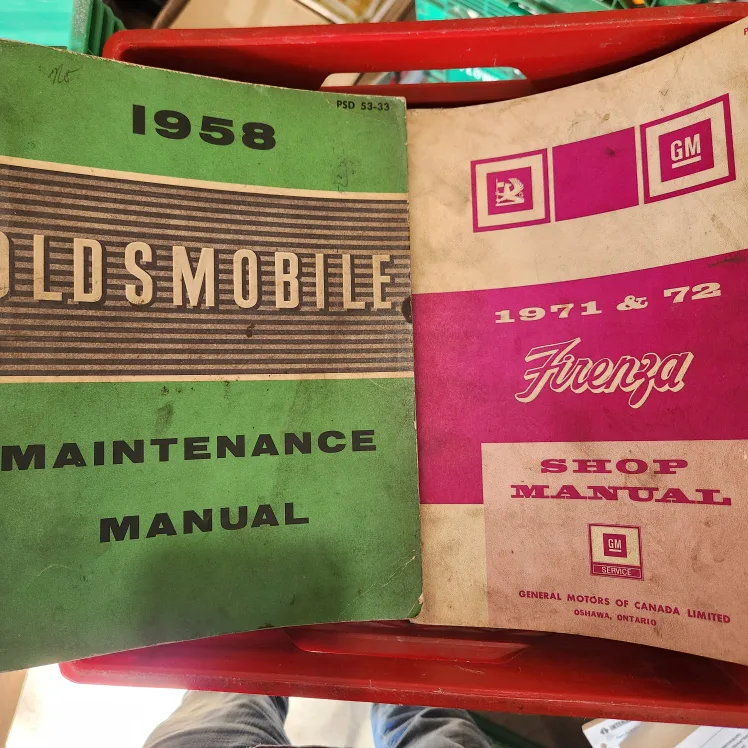 1958
PSD 53-33
OLDSMOBILE
MAINTENANCE
MANUAL
GM
1971 & 72
Firenza
SHOP
MANUAL
GM
SERVICE
GENERAL MOTORS OF CANADA LIMITED
OSHAWA, ONTARIO